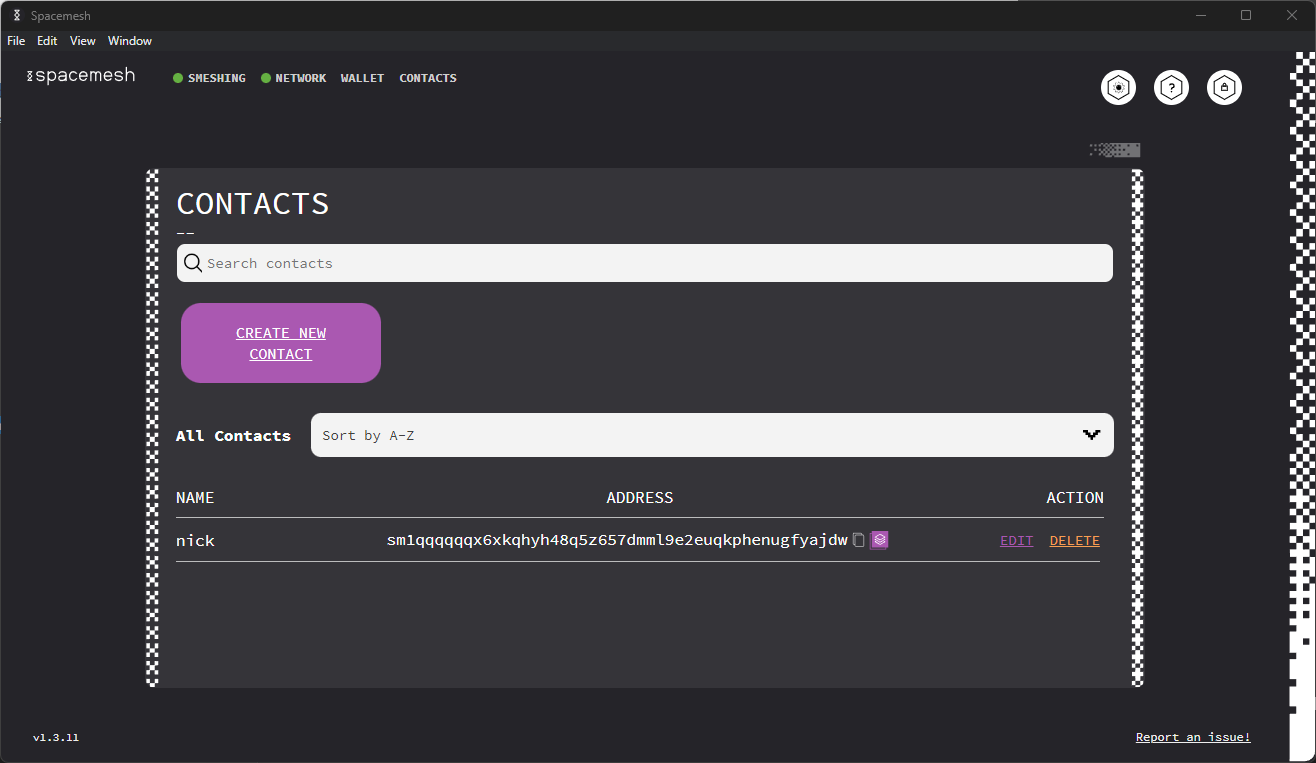 Spacemesh
File Edit View Window
spacemesh
SMESHING NETWORK WALLET CONTACTS
?
CONTACTS
--
Search contacts
CREATE NEW
CONTACT
All Contacts Sort by A-Z
NAME ADDRESS ACTION
nick sm1qqqqqqx6xkqhyh48q5z657dmml9e2euqkphenugfyajdw EDIT DELETE
v1.3.11 Report an issue!